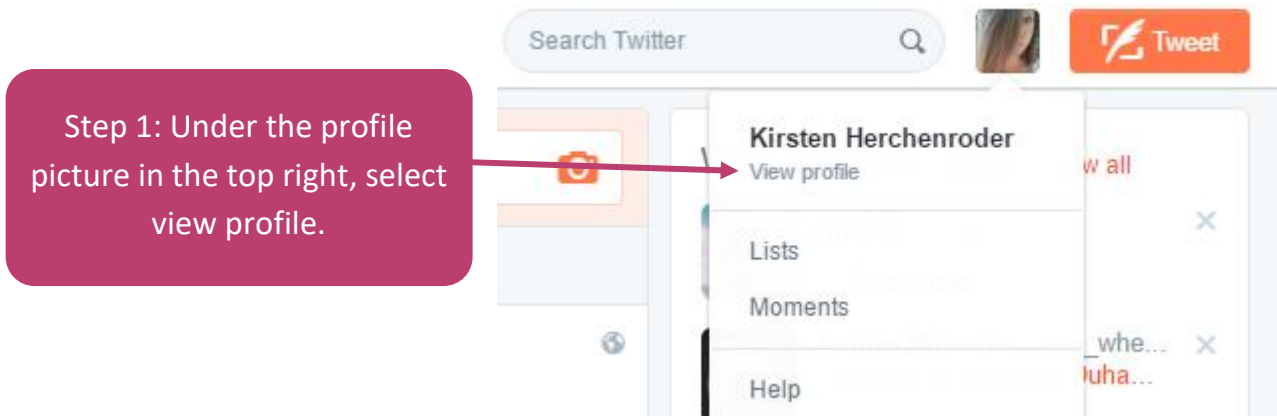 Search Twitter
Tweet
Step 1: Under the profile
picture in the top right, select
view profile.
Kirsten Herchenroder
View profile
w all
Lists
Moments
_whe...
Help